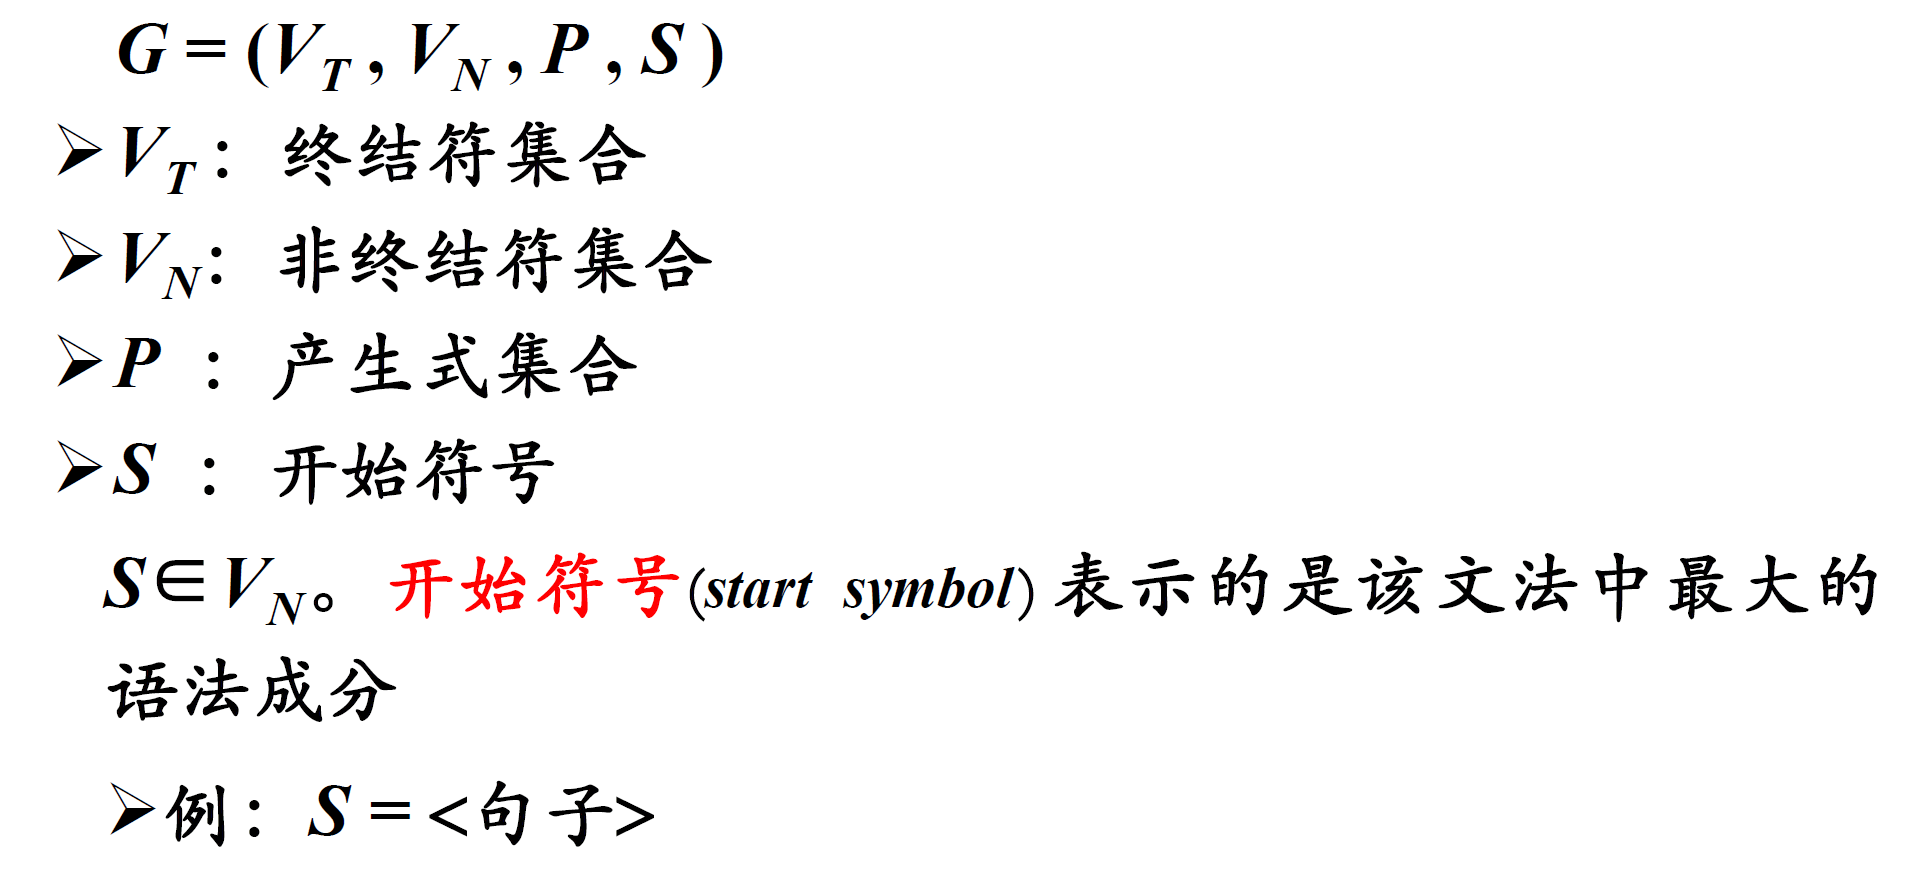 G = (V_T , V_N , P , S )
➢V_T : 终结符集合
➢V_N: 非终结符集合
➢P : 产生式集合
➢S : 开始符号
S∈V_N。开始符号(start symbol)表示的是该文法中最大的
语法成分
➢例: S = <句子>